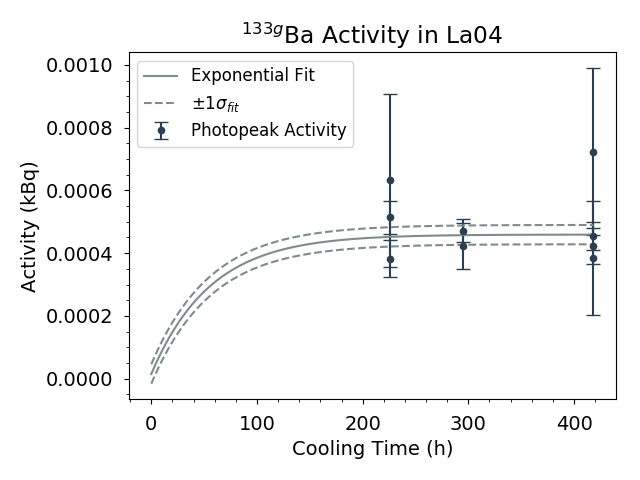 ¹³³ᵍBa Activity in La04
Exponential Fit
±1σ_fit
Photopeak Activity
Activity (kBq)
0.0010
0.0008
0.0006
0.0004
0.0002
0.0000
0 100 200 300 400
Cooling Time (h)